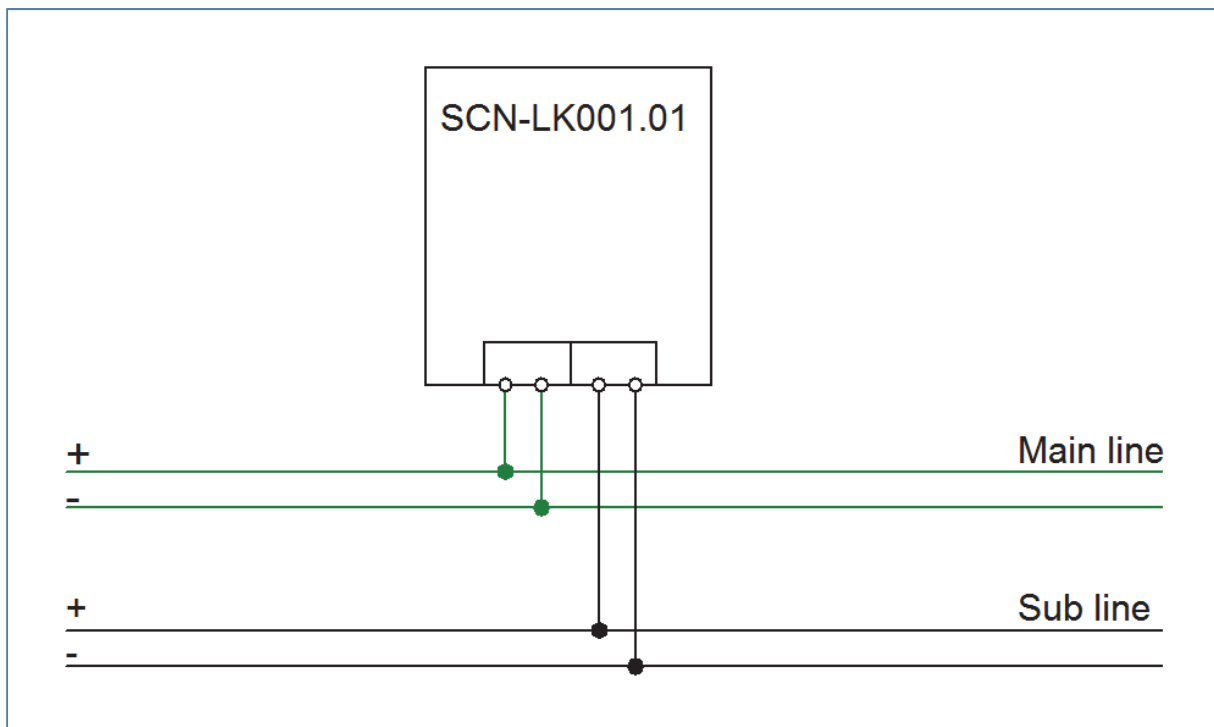 SCN-LK001.01
+ Main line
-
+ Sub line
-